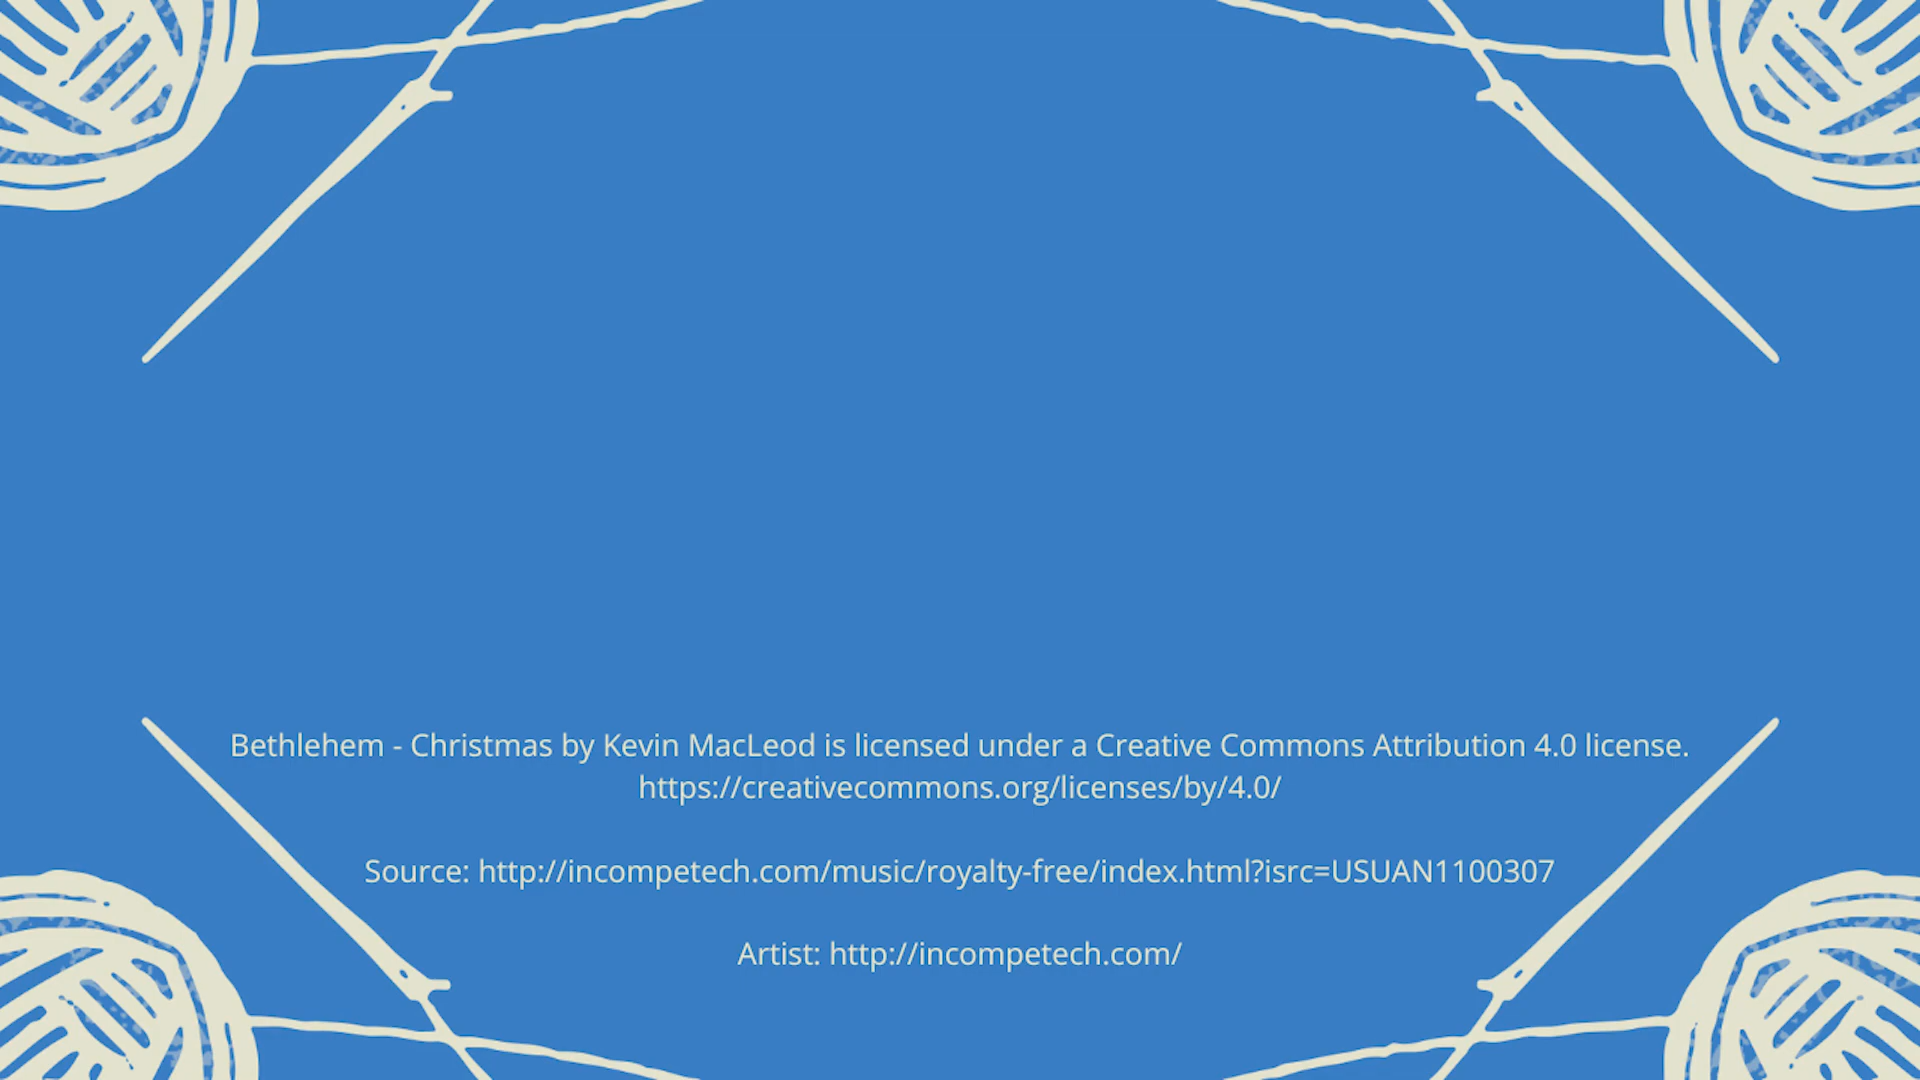 Bethlehem - Christmas by Kevin MacLeod is licensed under a Creative Commons Attribution 4.0 license.
https://creativecommons.org/licenses/by/4.0/
Source: http://incompetech.com/music/royalty-free/index.html?isrc=USUAN1100307
Artist: http://incompetech.com/